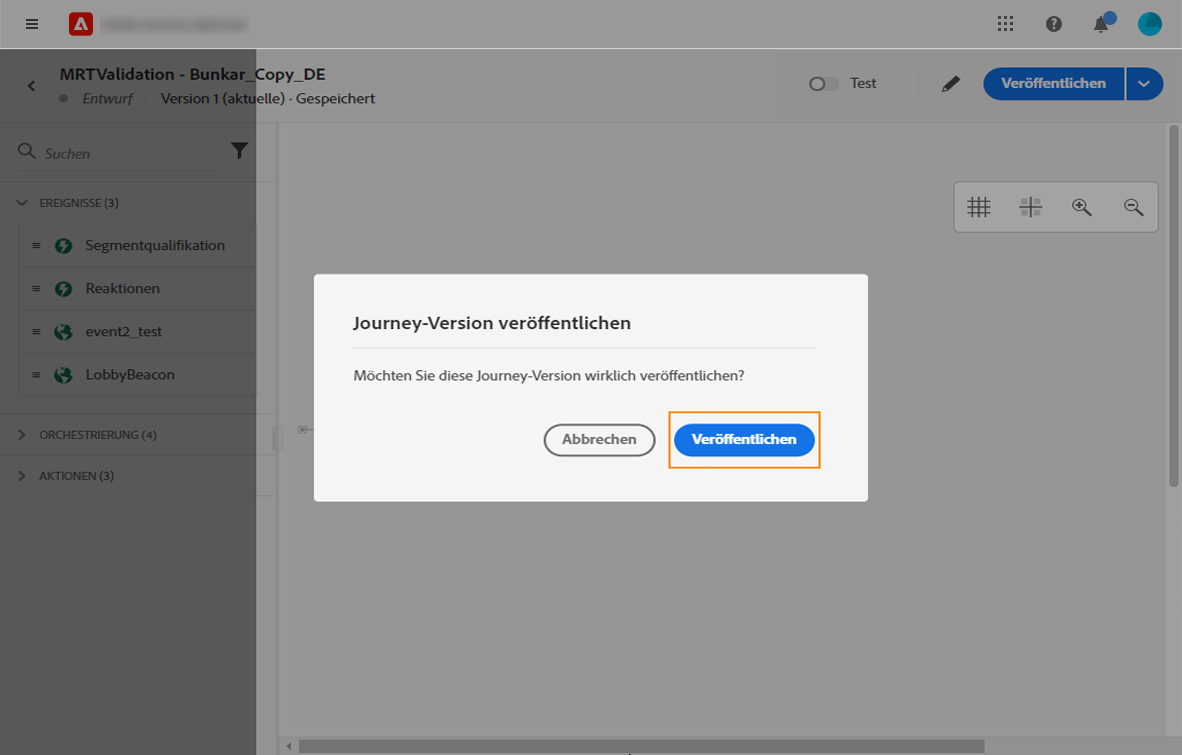 MRTValidation - Bunkar_Copy_DE
Entwurf Version 1 (aktuelle) · Gespeichert
Test
Veröffentlichen
Suchen
EREIGNISSE (3)
Segmentqualifikation
Reaktionen
event2_test
LobbyBeacon
ORCHESTRIERUNG (4)
AKTIONEN (3)
Journey-Version veröffentlichen
Möchten Sie diese Journey-Version wirklich veröffentlichen?
Abbrechen
Veröffentlichen